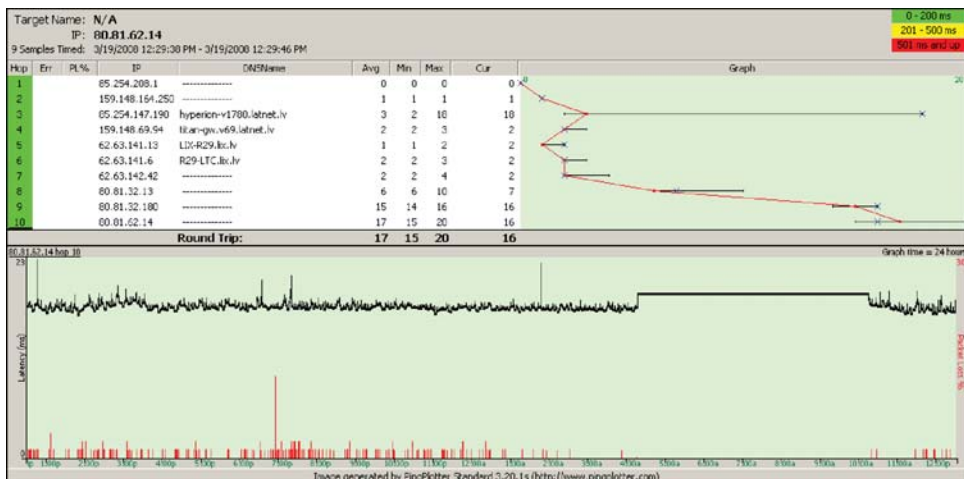 Target Name: N/A
IP: 80.81.62.14
9 Samples Timed: 3/19/2008 12:29:38 PM - 3/19/2008 12:29:46 PM
0 - 200 ms
201 - 500 ms
501 ms and up
Hop Err PL% IP DNSName Avg Min Max Cur Graph
1 85.254.208.1 ------------- 0 0 0 0 0 20
2 159.148.164.250 ------------- 1 1 1 1
3 85.254.147.190 hyperion-v1780.latnet.lv 3 2 18 18
4 159.148.69.94 titan-gw.v69.latnet.lv 2 2 3 2
5 62.63.141.13 LIX-R29.lix.lv 1 1 2 2
6 62.63.141.6 R29-LTC.lix.lv 2 2 3 2
7 62.63.142.42 ------------- 2 2 4 2
8 80.81.32.13 ------------- 6 6 10 7
9 80.81.32.180 ------------- 15 14 16 16
10 80.81.62.14 ------------- 17 15 20 16
Round Trip: 17 15 20 16
80.81.62.14 hop 10 Graph time = 24 hours
23 30
Latency (ms)
Packet Loss %
0
Image generated by PingPlotter Standard 3.20.1s (http://www.pingplotter.com)